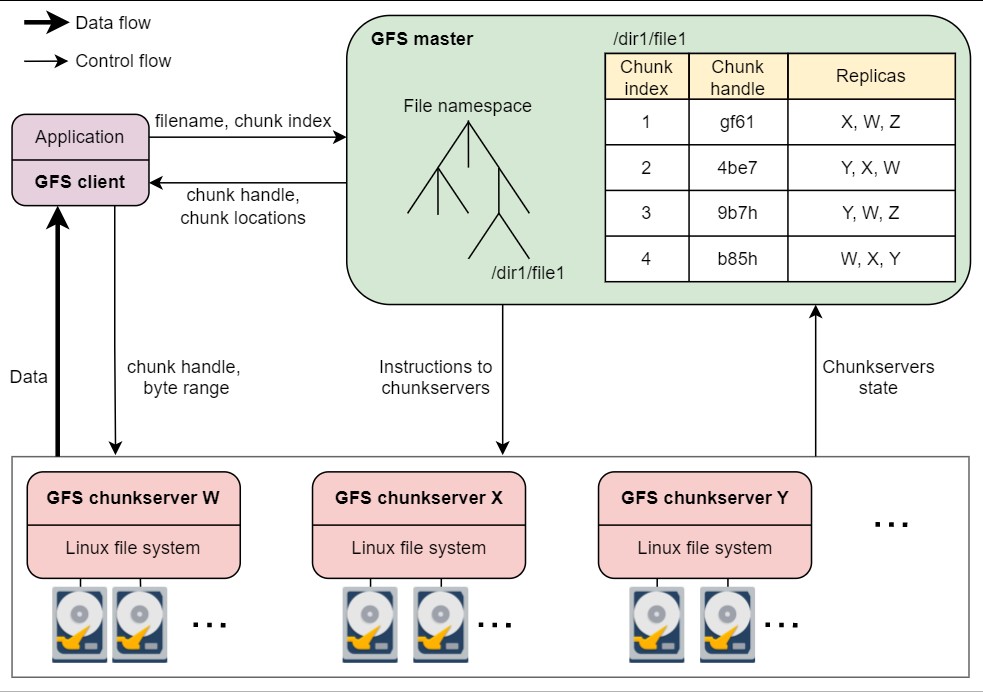 Data flow
Control flow
GFS master
/dir1/file1
Chunk
index
Chunk
handle
Replicas
1
gf61
X, W, Z
2
4be7
Y, X, W
3
9b7h
Y, W, Z
4
b85h
W, X, Y
File namespace
/dir1/file1
Application
GFS client
filename, chunk index
chunk handle,
chunk locations
Data
chunk handle,
byte range
Instructions to
chunkservers
Chunkservers
state
GFS chunkserver W
Linux file system
...
GFS chunkserver X
Linux file system
...
GFS chunkserver Y
Linux file system
...
...